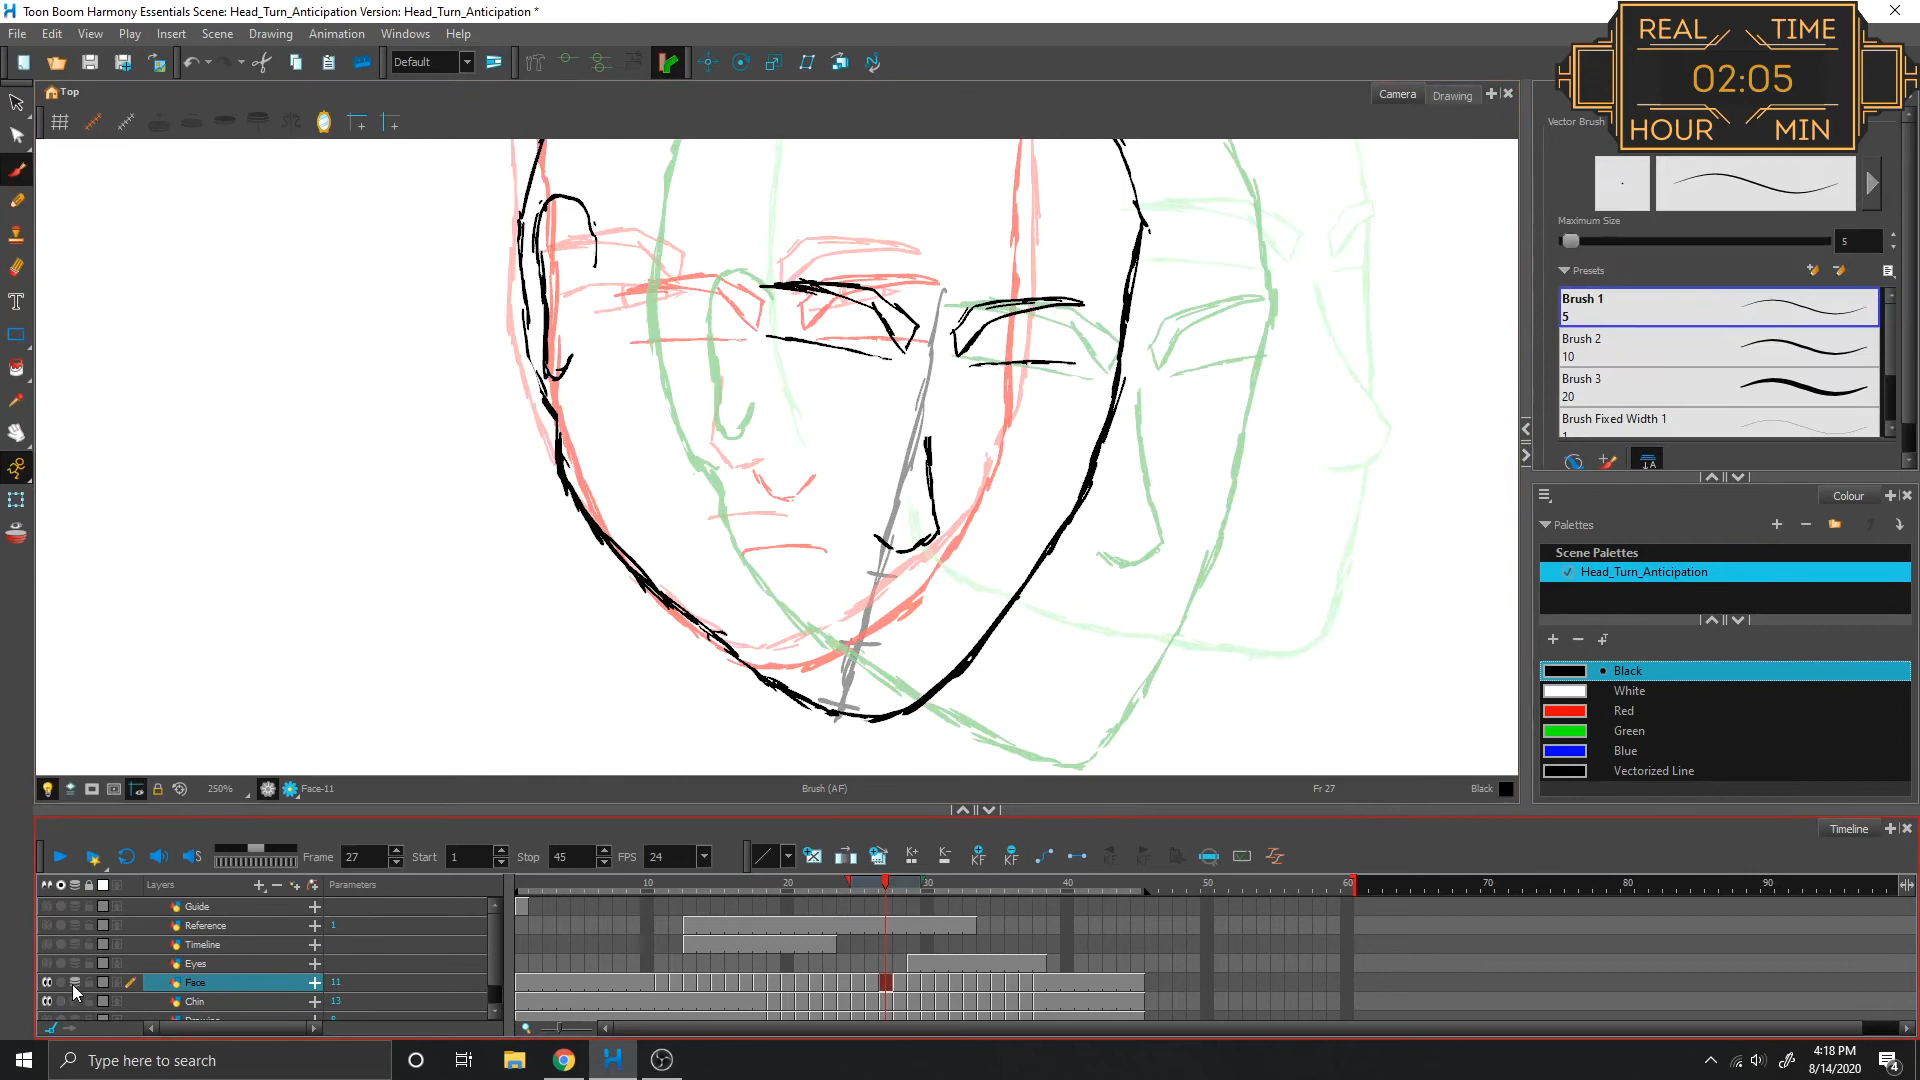 Toon Boom Harmony Essentials Scene: Head_Turn_Anticipation Version: Head_Turn_Anticipation *
File Edit View Play Insert Scene Drawing Animation Windows Help
Default
REAL TIME
02:05
HOUR MIN
Top
Camera
Drawing
Vector Brush
Maximum Size
5
Presets
Brush 1
5
Brush 2
10
Brush 3
20
Brush Fixed Width 1
Colour
Palettes
Scene Palettes
Head_Turn_Anticipation
Black
White
Red
Green
Blue
Vectorized Line
250%
Face-11
Brush (AF)
Fr 27
Black
Timeline
Frame 27 Start 1 Stop 45 FPS 24
KF KF KF KF
Layers
Parameters
10 20 30 40 50 60 70 80 90
Guide
Reference 1
Timeline
Eyes
Face 11
Chin 13
Type here to search
4:18 PM
8/14/2020
4